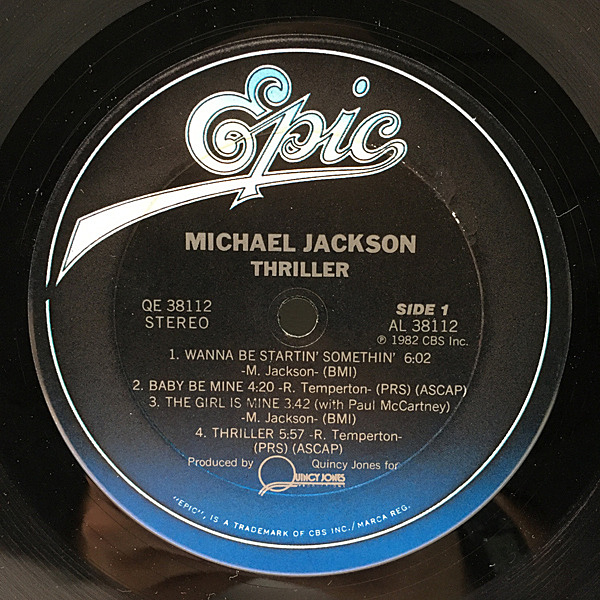 Epic
MICHAEL JACKSON
THRILLER
QE 38112
STEREO
SIDE 1
AL 38112
℗ 1982 CBS Inc.
1. WANNA BE STARTIN' SOMETHIN' 6:02
-M. Jackson- (BMI)
2. BABY BE MINE 4:20 -R. Temperton- (PRS) (ASCAP)
3. THE GIRL IS MINE 3.42 (with Paul McCartney)
-M. Jackson- (BMI)
4. THRILLER 5:57 -R. Temperton-
(PRS) (ASCAP)
Produced by Quincy Jones for
QUINCY JONES
"EPIC", IS A TRADEMARK OF CBS INC./MARCA REG.